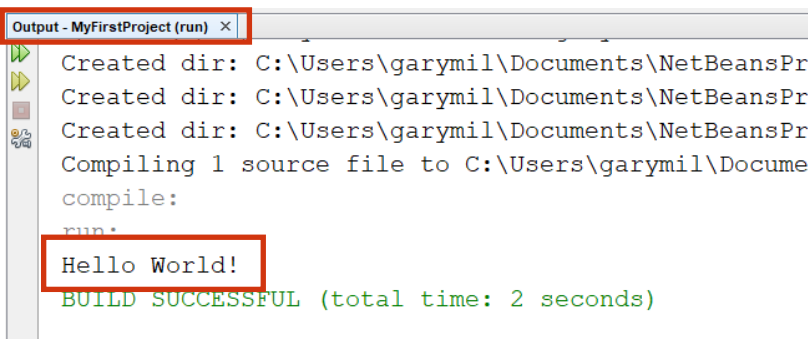 Output - MyFirstProject (run) ×
Created dir: C:\Users\garymil\Documents\NetBeansPr
Created dir: C:\Users\garymil\Documents\NetBeansPr
Created dir: C:\Users\garymil\Documents\NetBeansPr
Compiling 1 source file to C:\Users\garymil\Docume
compile:
run:
Hello World!
BUILD SUCCESSFUL (total time: 2 seconds)